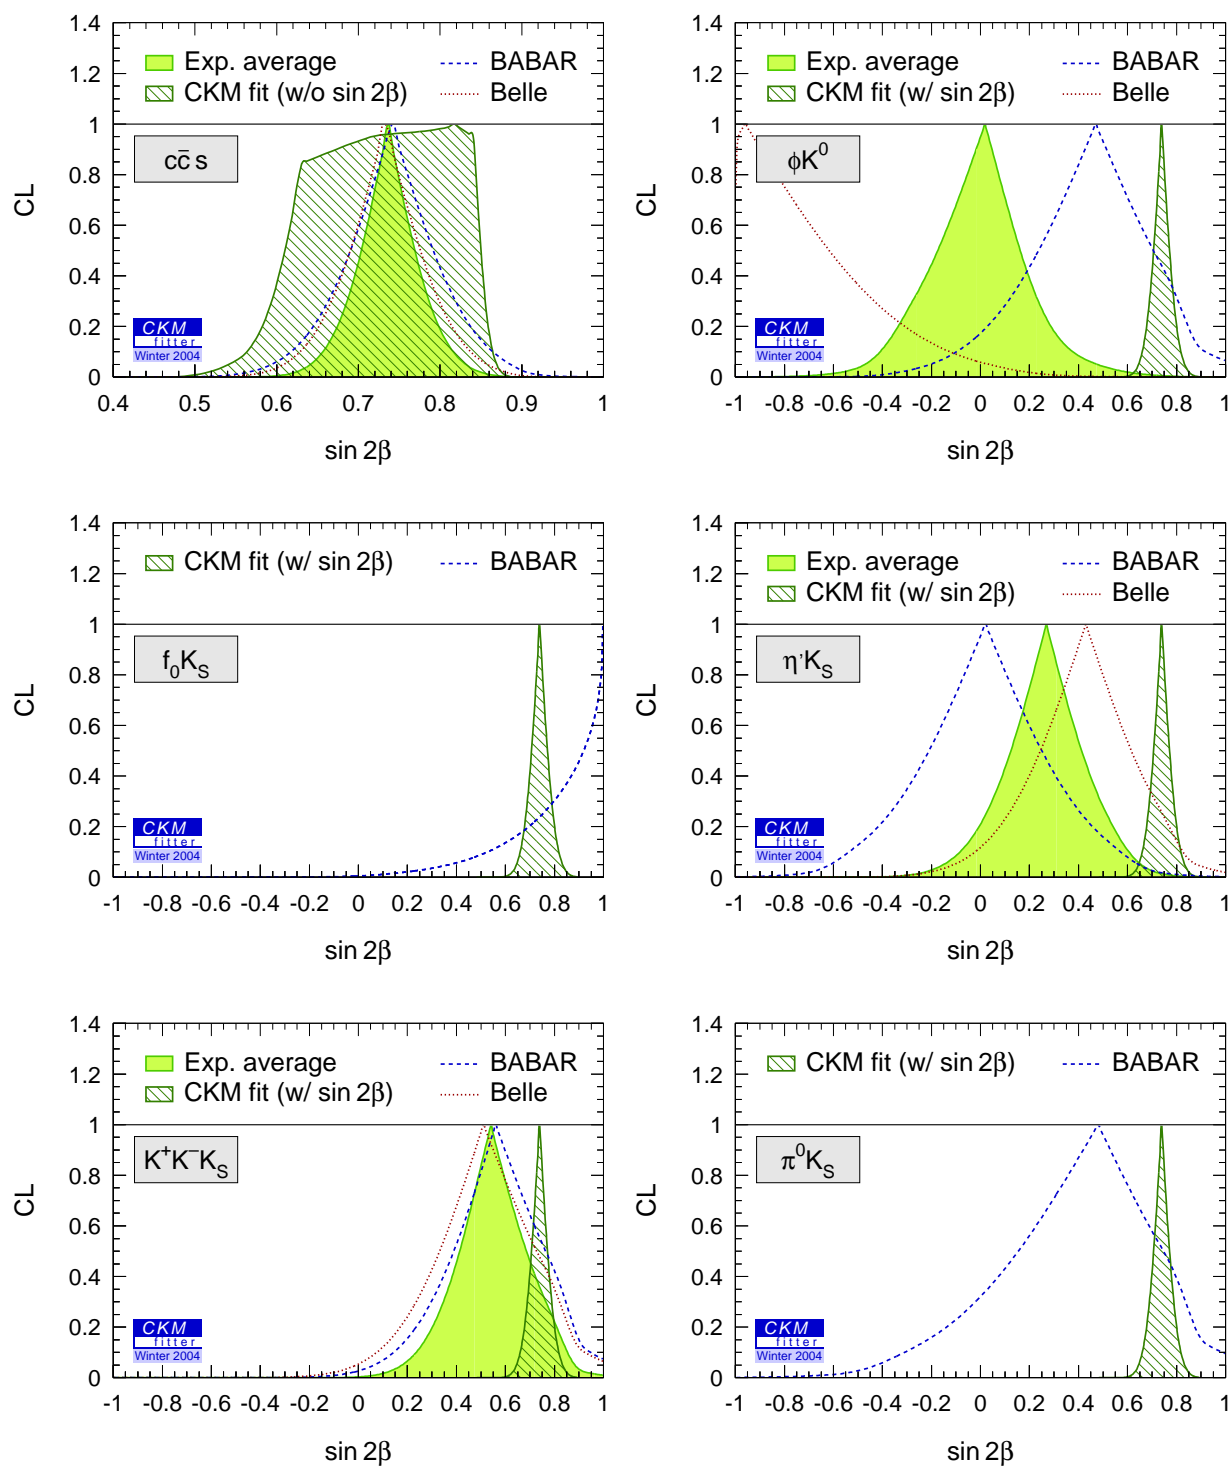 1.4
Exp. average
BABAR
CKM fit (w/o sin 2β)
Belle
1.2
1
cc̄ s
0.8
0.6
0.4
0.2
0
CL
CKM
fitter
Winter 2004
0.4 0.5 0.6 0.7 0.8 0.9 1
sin 2β
1.4
Exp. average
BABAR
CKM fit (w/ sin 2β)
Belle
1.2
1
ϕK⁰
0.8
0.6
0.4
0.2
0
CL
CKM
fitter
Winter 2004
-1 -0.8 -0.6 -0.4 -0.2 0 0.2 0.4 0.6 0.8 1
sin 2β
1.4
CKM fit (w/ sin 2β)
BABAR
1.2
1
f₀K_S
0.8
0.6
0.4
0.2
0
CL
CKM
fitter
Winter 2004
-1 -0.8 -0.6 -0.4 -0.2 0 0.2 0.4 0.6 0.8 1
sin 2β
1.4
Exp. average
BABAR
CKM fit (w/ sin 2β)
Belle
1.2
1
η’K_S
0.8
0.6
0.4
0.2
0
CL
CKM
fitter
Winter 2004
-1 -0.8 -0.6 -0.4 -0.2 0 0.2 0.4 0.6 0.8 1
sin 2β
1.4
Exp. average
BABAR
CKM fit (w/ sin 2β)
Belle
1.2
1
K⁺K⁻K_S
0.8
0.6
0.4
0.2
0
CL
CKM
fitter
Winter 2004
-1 -0.8 -0.6 -0.4 -0.2 0 0.2 0.4 0.6 0.8 1
sin 2β
1.4
CKM fit (w/ sin 2β)
BABAR
1.2
1
π⁰K_S
0.8
0.6
0.4
0.2
0
CL
CKM
fitter
Winter 2004
-1 -0.8 -0.6 -0.4 -0.2 0 0.2 0.4 0.6 0.8 1
sin 2β